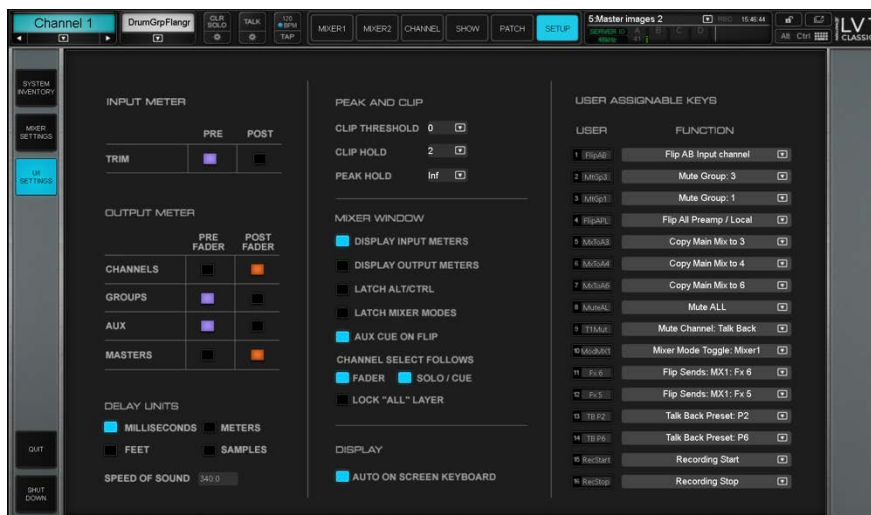 Channel 1
DrumGrpFlangr
CLR SOLO
TALK
120 BPM TAP
MIXER1
MIXER2
CHANNEL
SHOW
PATCH
SETUP
5:Master images 2
REC
15:45:44
SERVER IO
48kHz
A
41
B
C
D
Alt
Ctrl
LV1
CLASSIC
SYSTEM
INVENTORY
MIXER
SETTINGS
UI
SETTINGS
QUIT
SHUT
DOWN
INPUT METER
PRE POST
TRIM
OUTPUT METER
PRE FADER
POST FADER
CHANNELS
GROUPS
AUX
MASTERS
DELAY UNITS
MILLISECONDS METERS
FEET SAMPLES
SPEED OF SOUND 340.0
PEAK AND CLIP
CLIP THRESHOLD 0
CLIP HOLD 2
PEAK HOLD Inf
MIXER WINDOW
DISPLAY INPUT METERS
DISPLAY OUTPUT METERS
LATCH ALT/CTRL
LATCH MIXER MODES
AUX CUE ON FLIP
CHANNEL SELECT FOLLOWS
FADER SOLO / CUE
LOCK "ALL" LAYER
DISPLAY
AUTO ON SCREEN KEYBOARD
USER ASSIGNABLE KEYS
USER FUNCTION
1 FlipAB Flip AB Input channel
2 MtGp3 Mute Group: 3
3 MtGp1 Mute Group: 1
4 FlipAPL Flip All Preamp / Local
5 MxToA3 Copy Main Mix to 3
6 MxToA4 Copy Main Mix to 4
7 MxToA6 Copy Main Mix to 6
8 MuteAL Mute ALL
9 T1Mut Mute Channel: Talk Back
10 ModMX1 Mixer Mode Toggle: Mixer1
11 Fx 6 Flip Sends: MX1: Fx 6
12 Fx 5 Flip Sends: MX1: Fx 5
13 TB P2 Talk Back Preset: P2
14 TB P6 Talk Back Preset: P6
15 RecStart Recording Start
16 RecStop Recording Stop